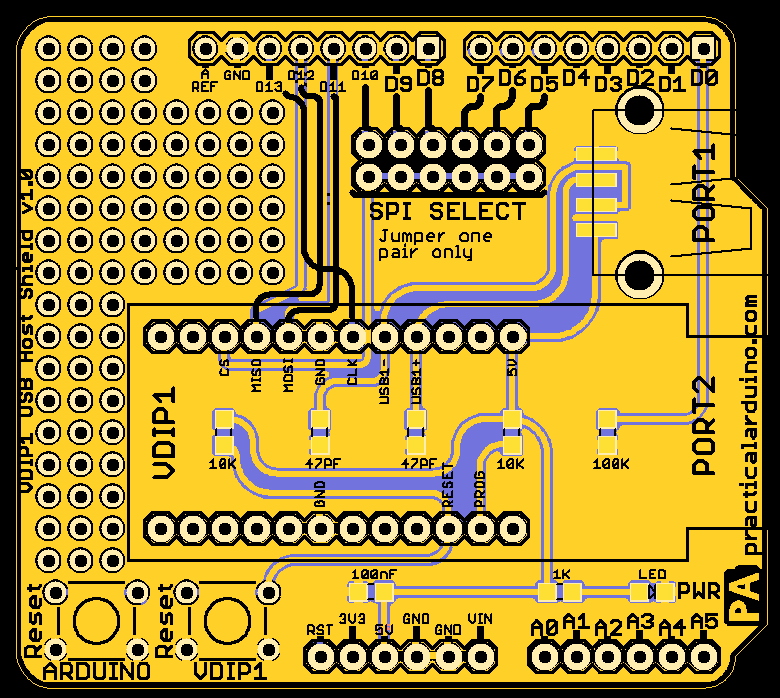 A REF GND D13 D12 D11 D10 D9 D8 D7 D6 D5 D4 D3 D2 D1 D0
SPI SELECT
Jumper one
pair only
PORT1
VDIP1 USB Host Shield v1.0
CS MISO MOSI GND CLK USB1- USB1+ 5V
VDIP1
PORT2
practicalarduino.com
10K 47PF 47PF 10K 100K
GND RESET PROG
100nF 1K LED
PWR
PA
Reset
Reset
RST 3V3 5V GND GND VIN
A0 A1 A2 A3 A4 A5
ARDUINO VDIP1